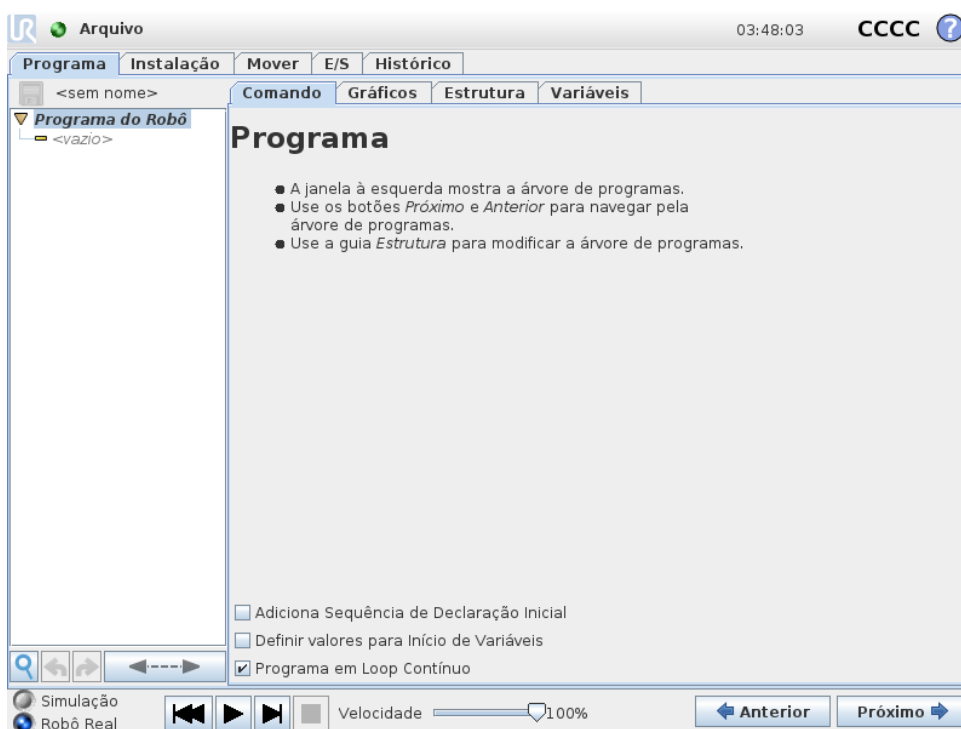 UR Arquivo 03:48:03 CCCC ?
Programa Instalação Mover E/S Histórico
<sem nome> Comando Gráficos Estrutura Variáveis
Programa do Robô
<vazio>
Programa
A janela à esquerda mostra a árvore de programas.
Use os botões Próximo e Anterior para navegar pela
árvore de programas.
Use a guia Estrutura para modificar a árvore de programas.
Adiciona Sequência de Declaração Inicial
Definir valores para Início de Variáveis
Programa em Loop Contínuo
Simulação
Robô Real
Velocidade 100%
Anterior Próximo